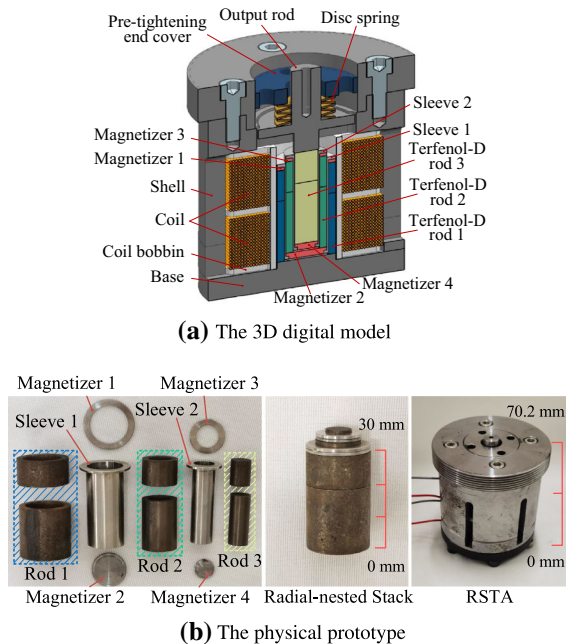 Output rod
Pre-tightening
end cover
Disc spring
Magnetizer 3
Magnetizer 1
Shell
Coil
Coil bobbin
Base
Sleeve 2
Sleeve 1
Terfenol-D
rod 3
Terfenol-D
rod 2
Terfenol-D
rod 1
Magnetizer 4
Magnetizer 2
(a) The 3D digital model
Magnetizer 1
Magnetizer 3
Sleeve 1
Sleeve 2
Rod 1
Rod 2
Rod 3
Magnetizer 2
Magnetizer 4
30 mm
0 mm
Radial-nested Stack
70.2 mm
0 mm
RSTA
(b) The physical prototype